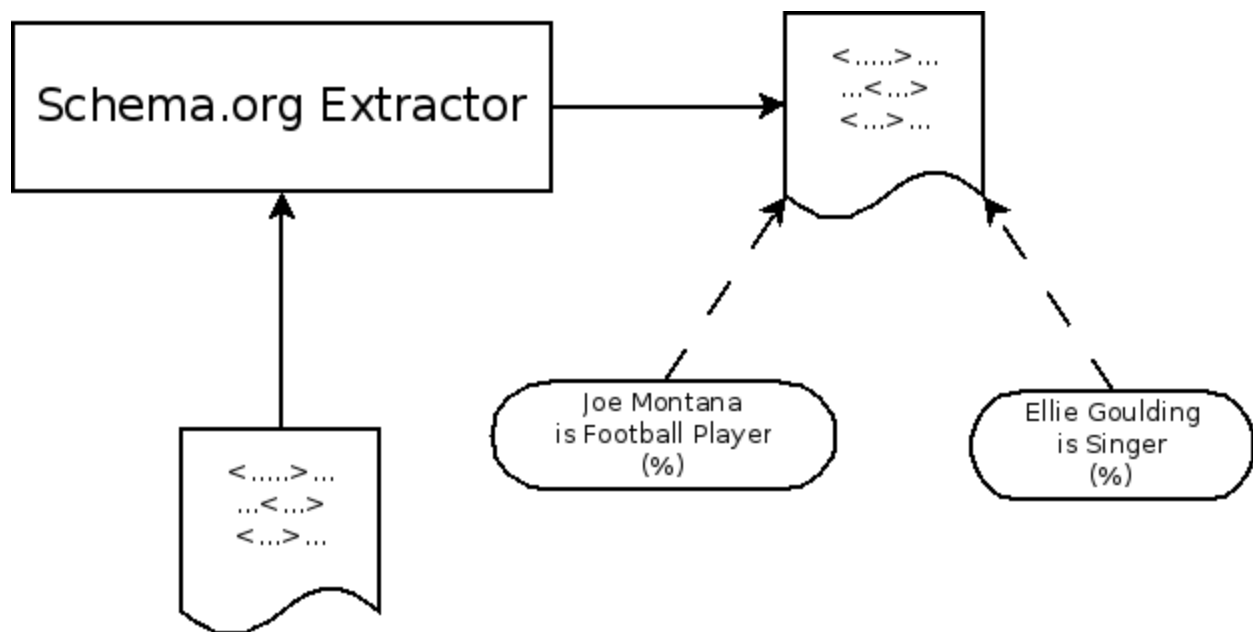 Schema.org Extractor
<.....>...
...<...>
<...>...
Joe Montana
is Football Player
(%)
Ellie Goulding
is Singer
(%)
<.....>...
...<...>
<...>...